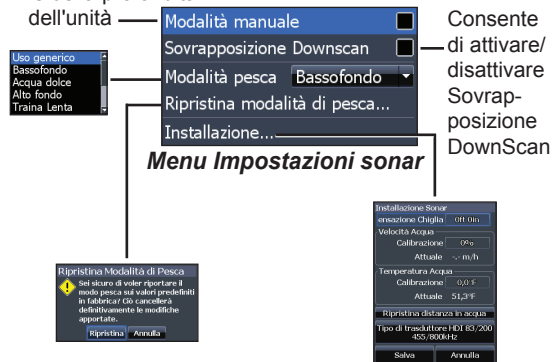 dell'unità
Modalità manuale
Sovrapposizione Downscan
Modalità pesca Bassofondo
Ripristina modalità di pesca...
Installazione...
Menu Impostazioni sonar
Consente
di attivare/
disattivare
Sovrap-
posizione
DownScan
Uso generico
Bassofondo
Acqua dolce
Alto fondo
Traina Lenta
Ripristina Modalità di Pesca
Sei sicuro di voler riportare il
modo pesca sui valori predefiniti
in fabbrica? Ciò cancellerà
definitivamente le modifiche
apportate.
Ripristina Annulla
Installazione Sonar
ensazione Chiglia 0ft 0in
Velocità Acqua
Calibrazione 0%
Attuale -,- m/h
Temperatura Acqua
Calibrazione 0,0°F
Attuale 51,3°F
Ripristina distanza in acqua
Tipo di trasduttore HDI 83/200
455/800kHz
Salva Annulla